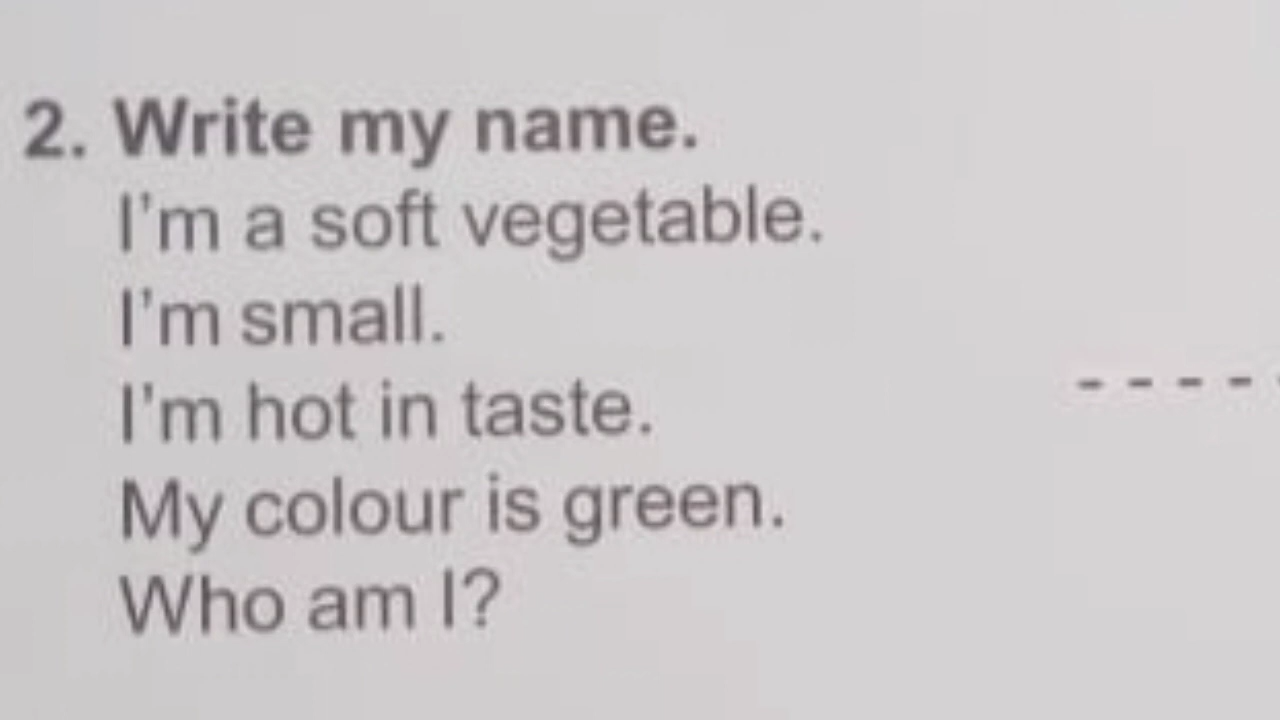 2. Write my name.
I'm a soft vegetable.
I'm small.
I'm hot in taste.
- - - - -
My colour is green.
Who am I?